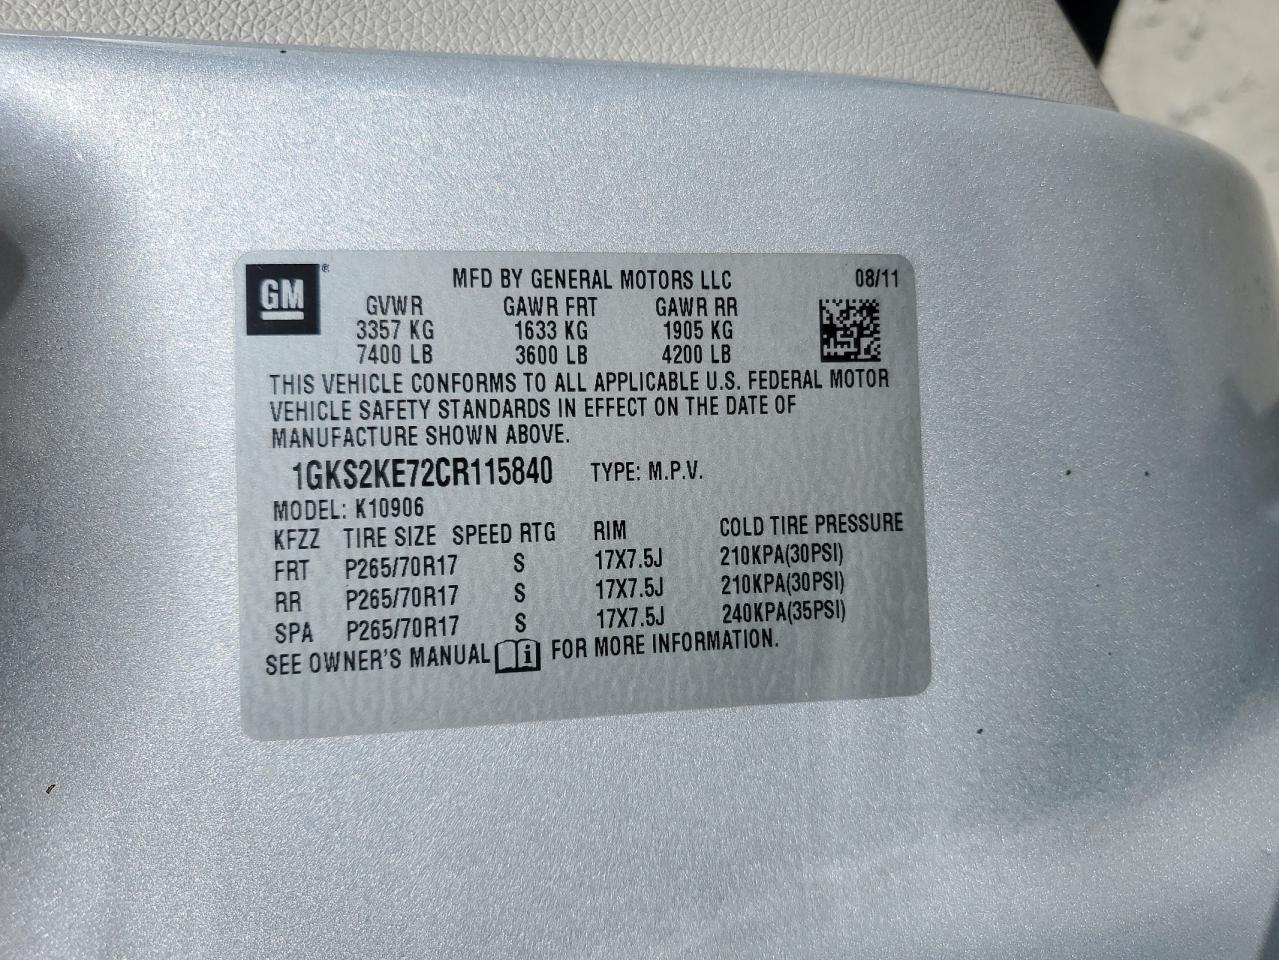 GM ® MFD BY GENERAL MOTORS LLC 08/11
GVWR GAWR FRT GAWR RR
3357 KG 1633 KG 1905 KG
7400 LB 3600 LB 4200 LB
THIS VEHICLE CONFORMS TO ALL APPLICABLE U.S. FEDERAL MOTOR
VEHICLE SAFETY STANDARDS IN EFFECT ON THE DATE OF
MANUFACTURE SHOWN ABOVE.
1GKS2KE72CR115840 TYPE: M.P.V.
MODEL: K10906
KFZZ TIRE SIZE SPEED RTG RIM COLD TIRE PRESSURE
FRT P265/70R17 S 17X7.5J 210KPA(30PSI)
RR P265/70R17 S 17X7.5J 210KPA(30PSI)
SPA P265/70R17 S 17X7.5J 240KPA(35PSI)
SEE OWNER'S MANUAL i FOR MORE INFORMATION.